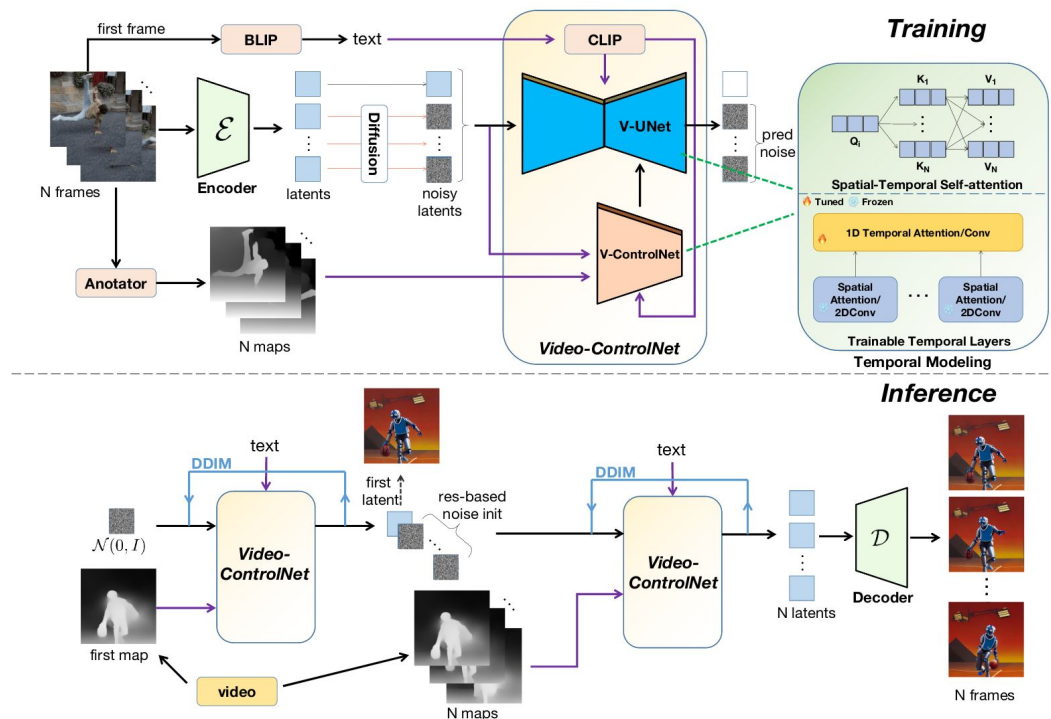 Training
first frame
BLIP
text
CLIP
N frames
ℰ
Encoder
latents
Diffusion
noisy
latents
V-UNet
pred
noise
V-ControlNet
Video-ControlNet
Anotator
N maps
K1
V1
Qi
KN
VN
Spatial-Temporal Self-attention
Tuned
Frozen
1D Temporal Attention/Conv
Spatial
Attention/
2DConv
Spatial
Attention/
2DConv
Trainable Temporal Layers
Temporal Modeling
Inference
text
DDIM
𝒩(0, I)
Video-
ControlNet
first
latent
res-based
noise init
first map
video
N maps
text
DDIM
Video-
ControlNet
N latents
𝒟
Decoder
N frames